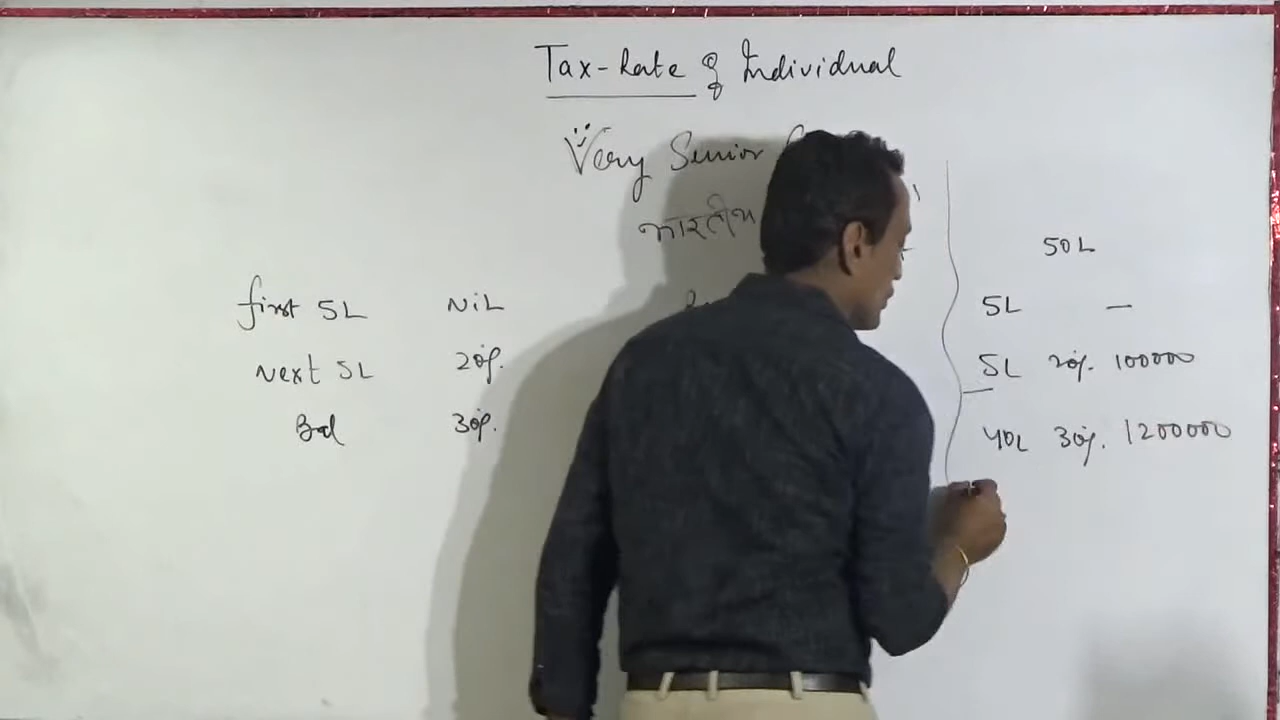 Tax-Rate of Individual
Very Senior
भारतीय
50L
first 5L NiL
5L —
Next 5L 20%.
5L 20%. 100000
Bal 30%.
40L 30%. 1200000